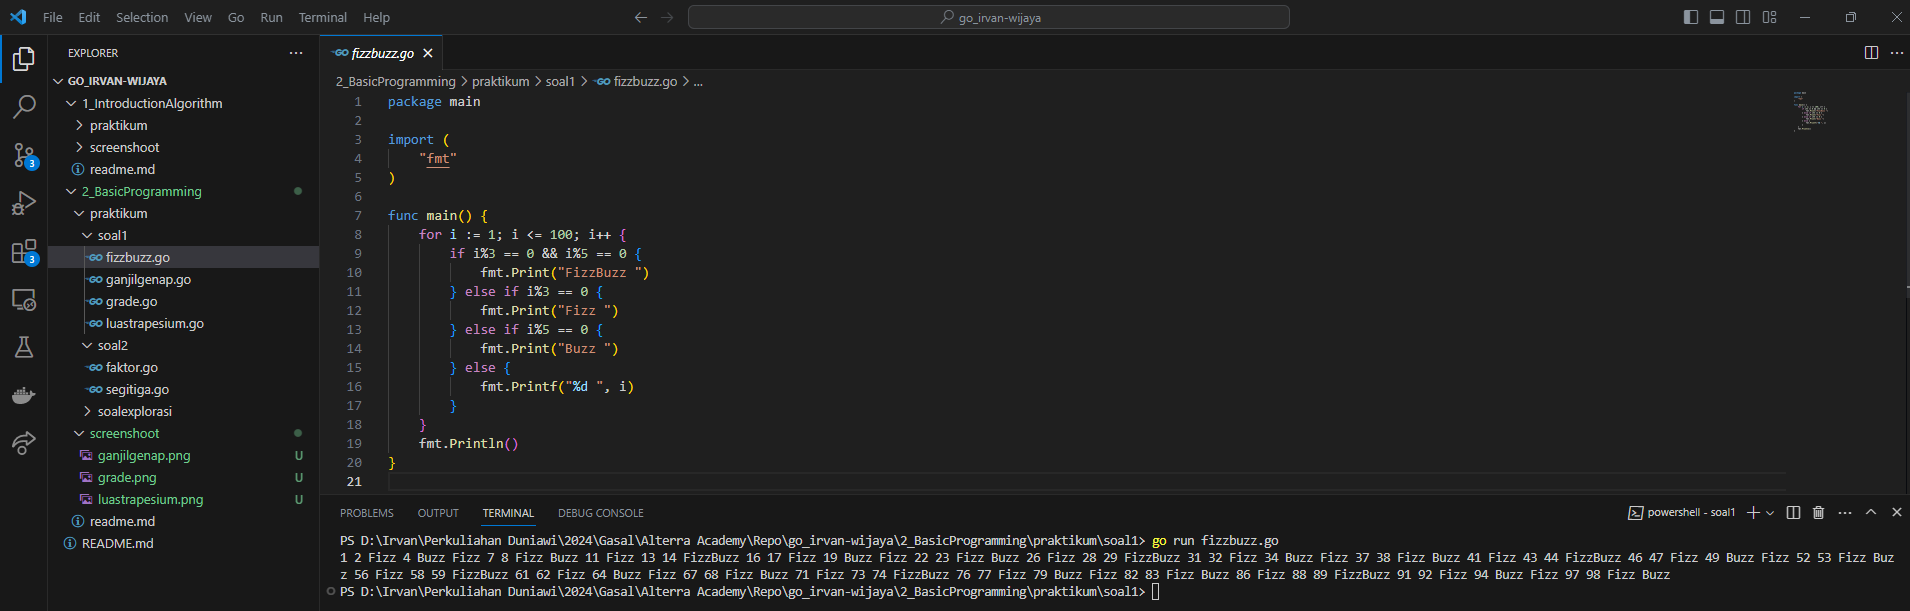 File Edit Selection View Go Run Terminal Help
go_irvan-wijaya
EXPLORER
GO_IRVAN-WIJAYA
1_IntroductionAlgorithm
praktikum
screenshoot
readme.md
2_BasicProgramming
praktikum
soal1
GO fizzbuzz.go
GO ganjilgenap.go
GO grade.go
GO luastrapesium.go
soal2
GO faktor.go
GO segitiga.go
soalexplorasi
screenshoot
ganjilgenap.png U
grade.png U
luastrapesium.png U
readme.md
README.md
3
3
GO fizzbuzz.go
2_BasicProgramming > praktikum > soal1 > GO fizzbuzz.go > ...
1 package main
2
3 import (
4 "fmt"
5 )
6
7 func main() {
8 for i := 1; i <= 100; i++ {
9 if i%3 == 0 && i%5 == 0 {
10 fmt.Print("FizzBuzz ")
11 } else if i%3 == 0 {
12 fmt.Print("Fizz ")
13 } else if i%5 == 0 {
14 fmt.Print("Buzz ")
15 } else {
16 fmt.Printf("%d ", i)
17 }
18 }
19 fmt.Println()
20 }
21
PROBLEMS OUTPUT TERMINAL DEBUG CONSOLE
powershell - soal1
PS D:\Irvan\Perkuliahan Duniawi\2024\Gasal\Alterra Academy\Repo\go_irvan-wijaya\2_BasicProgramming\praktikum\soal1> go run fizzbuzz.go
1 2 Fizz 4 Buzz Fizz 7 8 Fizz Buzz 11 Fizz 13 14 FizzBuzz 16 17 Fizz 19 Buzz Fizz 22 23 Fizz Buzz 26 Fizz 28 29 FizzBuzz 31 32 Fizz 34 Buzz Fizz 37 38 Fizz Buzz 41 Fizz 43 44 FizzBuzz 46 47 Fizz 49 Buzz Fizz 52 53 Fizz Buz
z 56 Fizz 58 59 FizzBuzz 61 62 Fizz 64 Buzz Fizz 67 68 Fizz Buzz 71 Fizz 73 74 FizzBuzz 76 77 Fizz 79 Buzz Fizz 82 83 Fizz Buzz 86 Fizz 88 89 FizzBuzz 91 92 Fizz 94 Buzz Fizz 97 98 Fizz Buzz
PS D:\Irvan\Perkuliahan Duniawi\2024\Gasal\Alterra Academy\Repo\go_irvan-wijaya\2_BasicProgramming\praktikum\soal1>